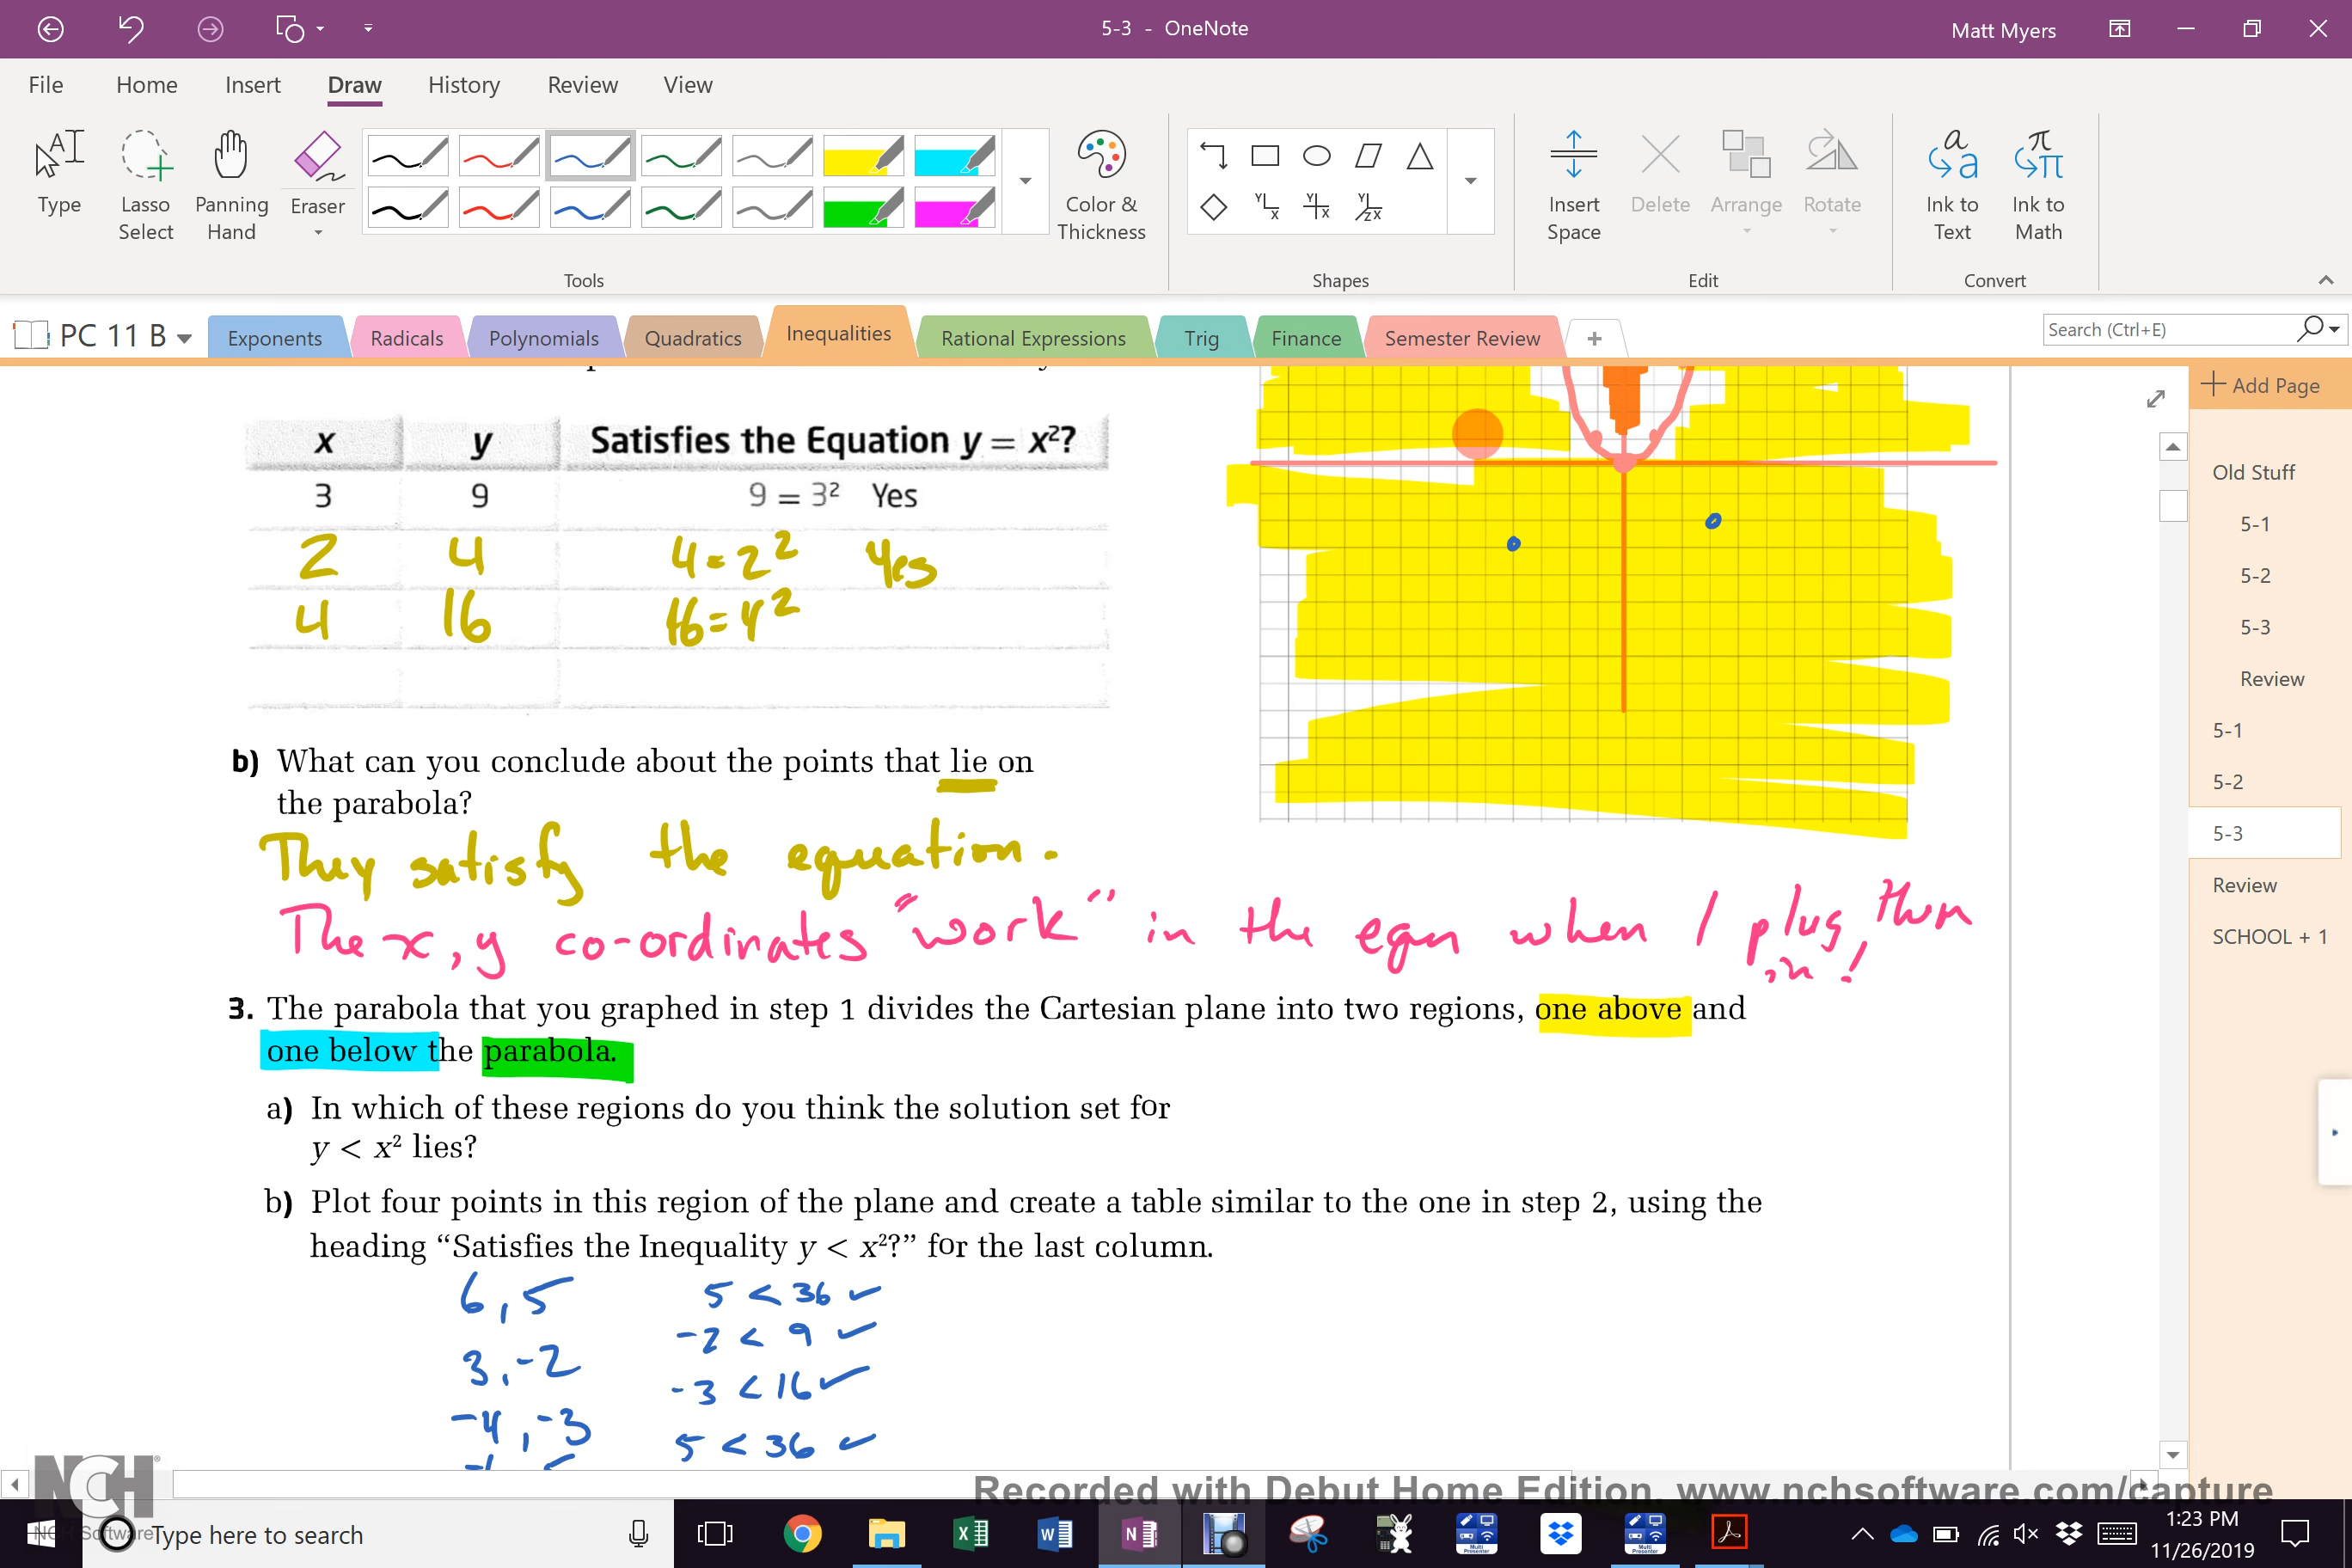 5-3 - OneNote
Matt Myers
File Home Insert Draw History Review View
Type
Lasso Select
Panning Hand
Eraser
Color & Thickness
Insert Space
Delete
Arrange
Rotate
Ink to Text
Ink to Math
Tools
Shapes
Edit
Convert
PC 11 B
Exponents Radicals Polynomials Quadratics Inequalities Rational Expressions Trig Finance Semester Review +
Search (Ctrl+E)
Add Page
Old Stuff
5-1
5-2
5-3
Review
5-1
5-2
5-3
Review
SCHOOL + 1
x y Satisfies the Equation y = x²?
3 9 9 = 3² Yes
2 4 4 = 2² Yes
4 16 16 = 4²
b) What can you conclude about the points that lie on
the parabola?
They satisfy the equation.
The x, y co-ordinates "work" in the eqn when I plug them
in!
3. The parabola that you graphed in step 1 divides the Cartesian plane into two regions, one above and
one below the parabola.
a) In which of these regions do you think the solution set for
y < x² lies?
b) Plot four points in this region of the plane and create a table similar to the one in step 2, using the
heading “Satisfies the Inequality y < x²?” for the last column.
6, 5 5 < 36 ✓
3, -2 -2 < 9 ✓
-4, -3 -3 < 16 ✓
5 < 36 ✓
NCH®
NCH Software
Recorded with Debut Home Edition. www.nchsoftware.com/capture
Type here to search
1:23 PM
11/26/2019